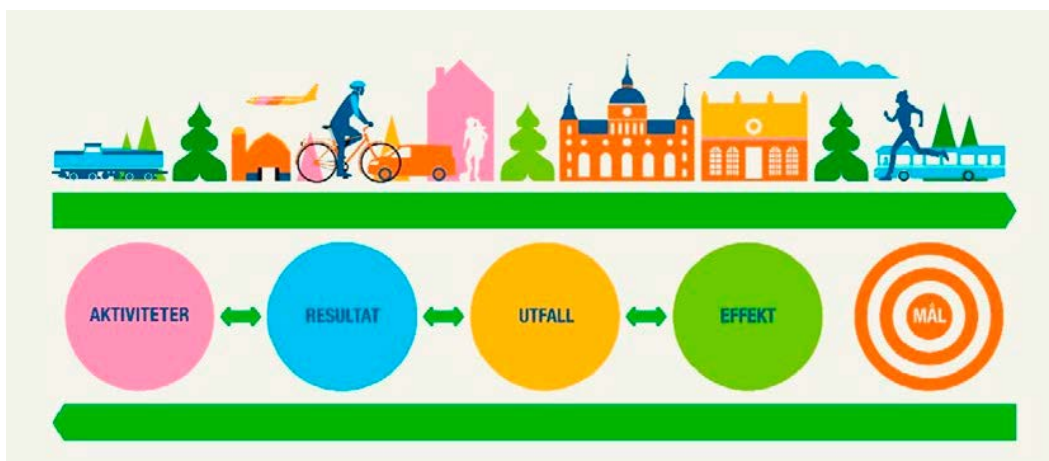 AKTIVITETER
RESULTAT
UTFALL
EFFEKT
MÅL